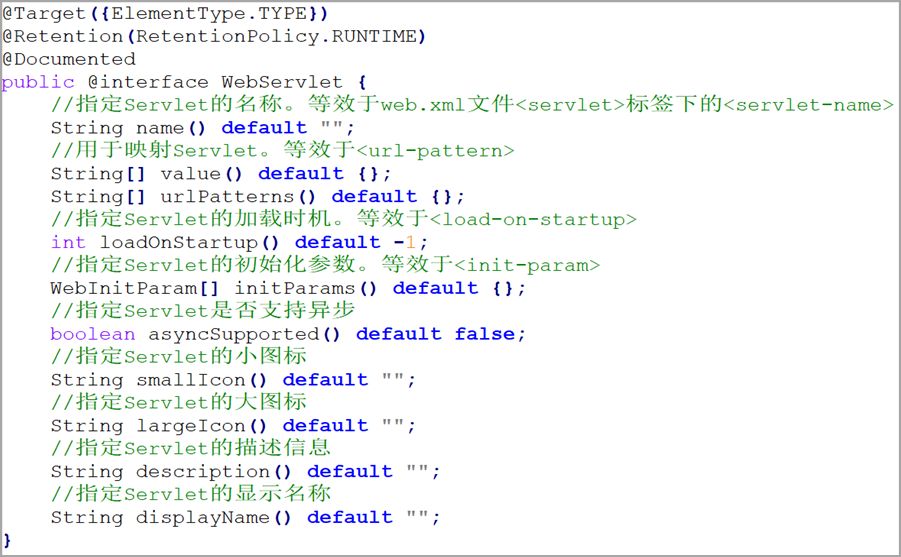 @Target({ElementType.TYPE})
@Retention(RetentionPolicy.RUNTIME)
@Documented
public @interface WebServlet {
    //指定Servlet的名称。等效于web.xml文件<servlet>标签下的<servlet-name>
    String name() default "";
    //用于映射Servlet。等效于<url-pattern>
    String[] value() default {};
    String[] urlPatterns() default {};
    //指定Servlet的加载时机。等效于<load-on-startup>
    int loadOnStartup() default -1;
    //指定Servlet的初始化参数。等效于<init-param>
    WebInitParam[] initParams() default {};
    //指定Servlet是否支持异步
    boolean asyncSupported() default false;
    //指定Servlet的小图标
    String smallIcon() default "";
    //指定Servlet的大图标
    String largeIcon() default "";
    //指定Servlet的描述信息
    String description() default "";
    //指定Servlet的显示名称
    String displayName() default "";
}